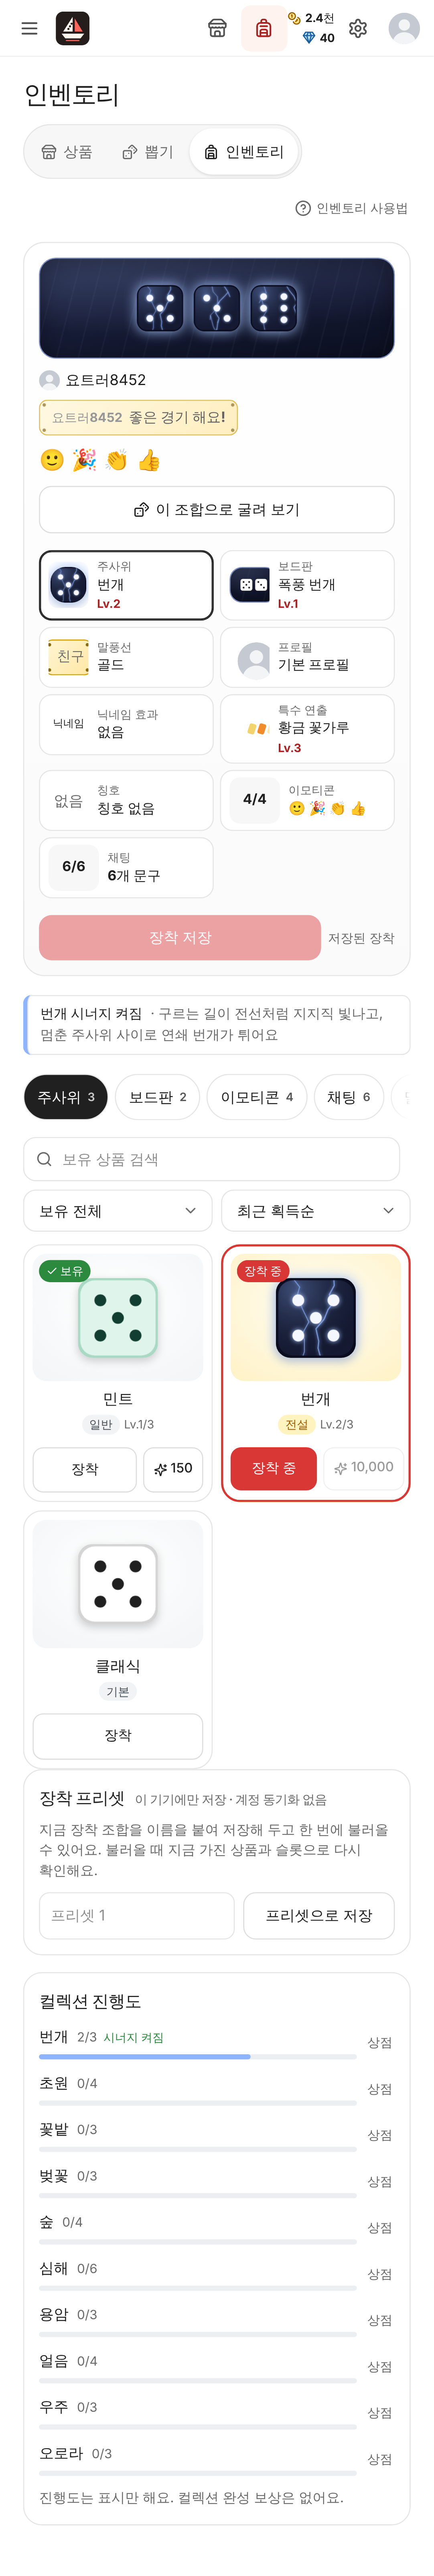 2.4천
40
인벤토리
상품 뽑기 인벤토리
인벤토리 사용법
요트러8452
요트러8452 좋은 경기 해요!
이 조합으로 굴려 보기
주사위
번개
Lv.2
보드판
폭풍 번개
Lv.1
친구
말풍선
골드
프로필
기본 프로필
닉네임
닉네임 효과
없음
특수 연출
황금 꽃가루
Lv.3
없음
칭호
칭호 없음
4/4
이모티콘
6/6
채팅
6개 문구
장착 저장
저장된 장착
번개 시너지 켜짐 · 구르는 길이 전선처럼 지지직 빛나고,
멈춘 주사위 사이로 연쇄 번개가 튀어요
주사위 3 보드판 2 이모티콘 4 채팅 6
보유 상품 검색
보유 전체 최근 획득순
보유
민트
일반 Lv.1/3
장착 150
장착 중
번개
전설 Lv.2/3
장착 중 10,000
클래식
기본
장착
장착 프리셋 이 기기에만 저장 · 계정 동기화 없음
지금 장착 조합을 이름을 붙여 저장해 두고 한 번에 불러올
수 있어요. 불러올 때 지금 가진 상품과 슬롯으로 다시
확인해요.
프리셋 1 프리셋으로 저장
컬렉션 진행도
번개 2/3 시너지 켜짐 상점
초원 0/4 상점
꽃밭 0/3 상점
벚꽃 0/3 상점
숲 0/4 상점
심해 0/6 상점
용암 0/3 상점
얼음 0/4 상점
우주 0/3 상점
오로라 0/3 상점
진행도는 표시만 해요. 컬렉션 완성 보상은 없어요.